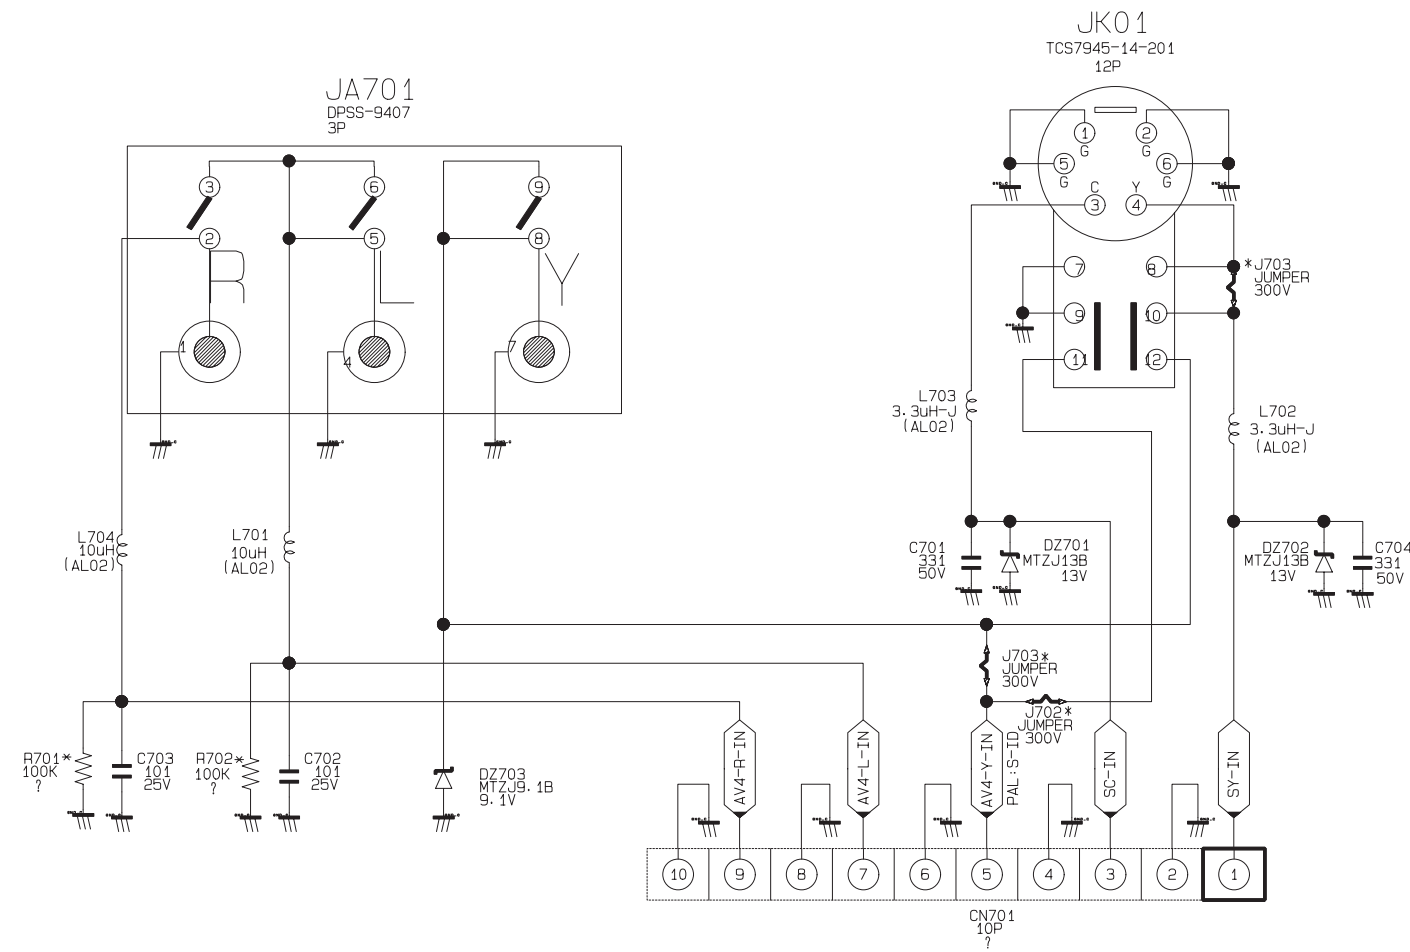 JK01
TCS7945-14-201
12P
JA701
DPSS-9407
3P
1
2
G
G
5
6
G
G
C
Y
3
4
3
6
9
2
5
8
R
L
Y
1
4
7
7
8
*J703
JUMPER
300V
9
10
11
12
L703
3.3uH-J
(AL02)
L702
3.3uH-J
(AL02)
L704
10uH
(AL02)
L701
10uH
(AL02)
C701
331
50V
DZ701
MTZJ13B
13V
DZ702
MTZJ13B
13V
C704
331
50V
J703*
JUMPER
300V
J702*
JUMPER
300V
R701*
100K
?
C703
101
25V
R702*
100K
?
C702
101
25V
DZ703
MTZJ9.1B
9.1V
AV4-R-IN
AV4-L-IN
AV4-Y-IN
PAL:S-ID
SC-IN
SY-IN
10
9
8
7
6
5
4
3
2
1
CN701
10P
?